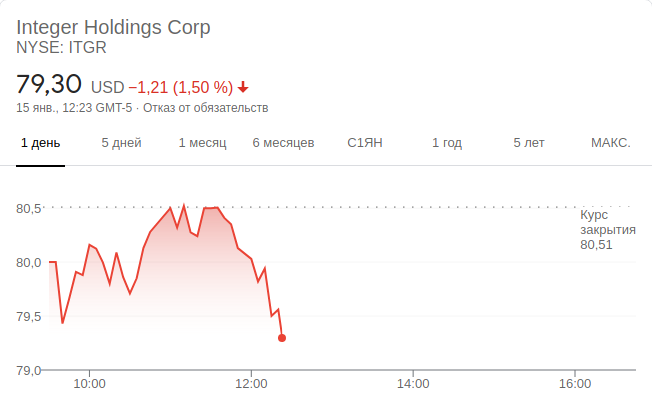 Integer Holdings Corp
NYSE: ITGR
79,30 USD −1,21 (1,50 %)
15 янв., 12:23 GMT-5 · Отказ от обязательств
1 день 5 дней 1 месяц 6 месяцев С1ЯН 1 год 5 лет МАКС.
80,5
Курс
закрытия
80,51
80,0
79,5
79,0
10:00 12:00 14:00 16:00